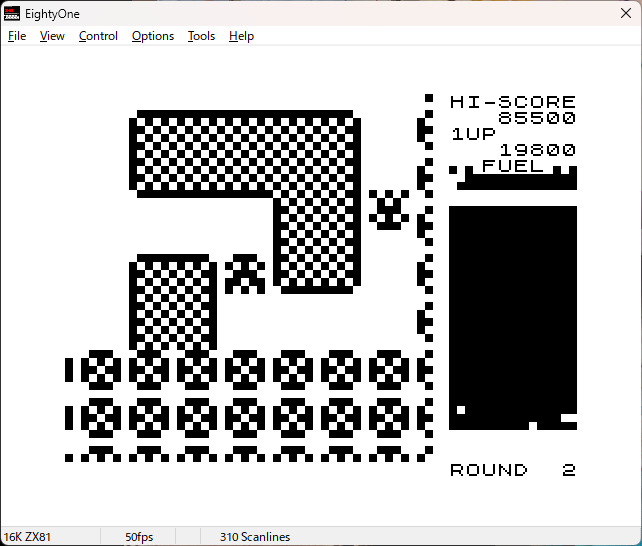 EightyOne
File View Control Options Tools Help
HI-SCORE
85500
1UP
19800
FUEL
ROUND 2
16K ZX81 50fps 310 Scanlines